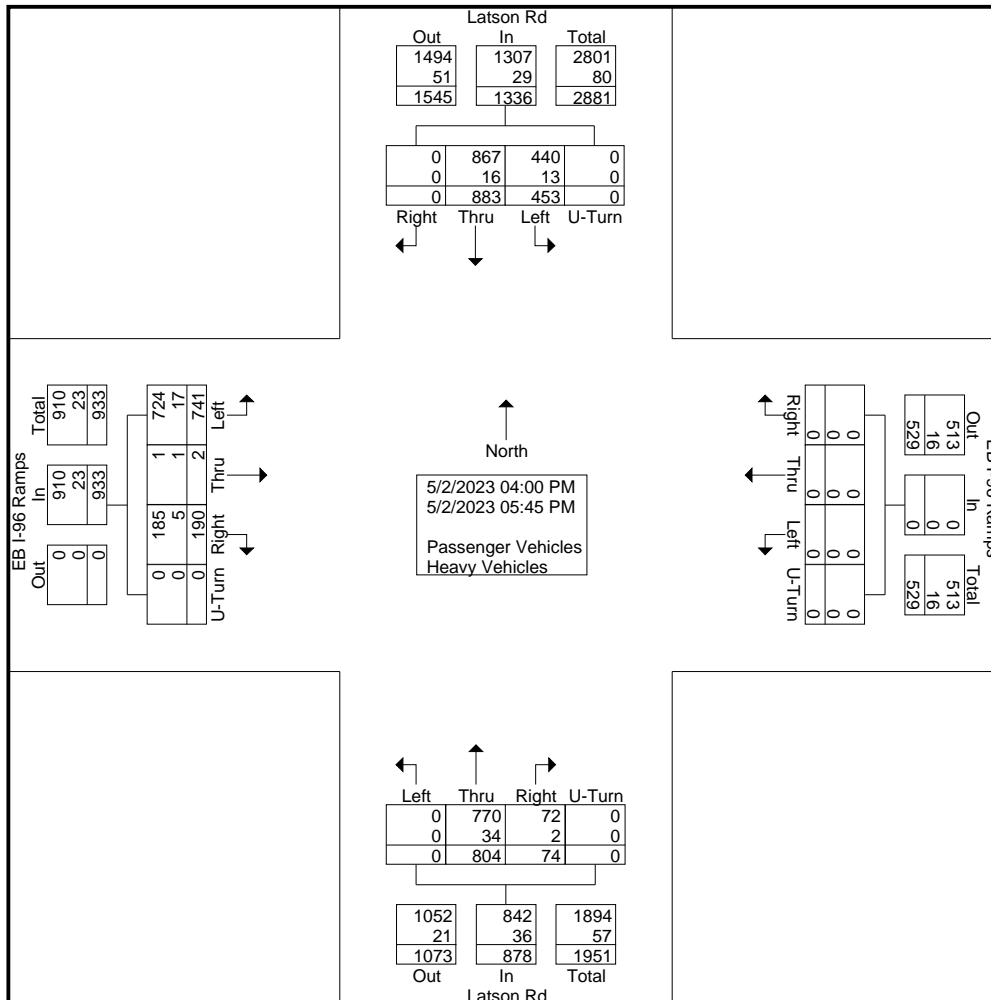 Latson Rd
Out In Total
1494 1307 2801
51 29 80
1545 1336 2881
0 867 440 0
0 16 13 0
0 883 453 0
Right Thru Left U-Turn
EB I-96 Ramps
Total In Out
910 910 0
23 23 0
933 933 0
724 1 185 0
17 1 5 0
741 2 190 0
Left Thru Right U-Turn
North
5/2/2023 04:00 PM
5/2/2023 05:45 PM
Passenger Vehicles
Heavy Vehicles
Right Thru Left U-Turn
0 0 0 0
0 0 0 0
0 0 0 0
Out In Total
513 0 513
16 0 16
529 0 529
Ramps
Left Thru Right U-Turn
0 770 72 0
0 34 2 0
0 804 74 0
1052 842 1894
21 36 57
1073 878 1951
Out In Total
Latson Rd